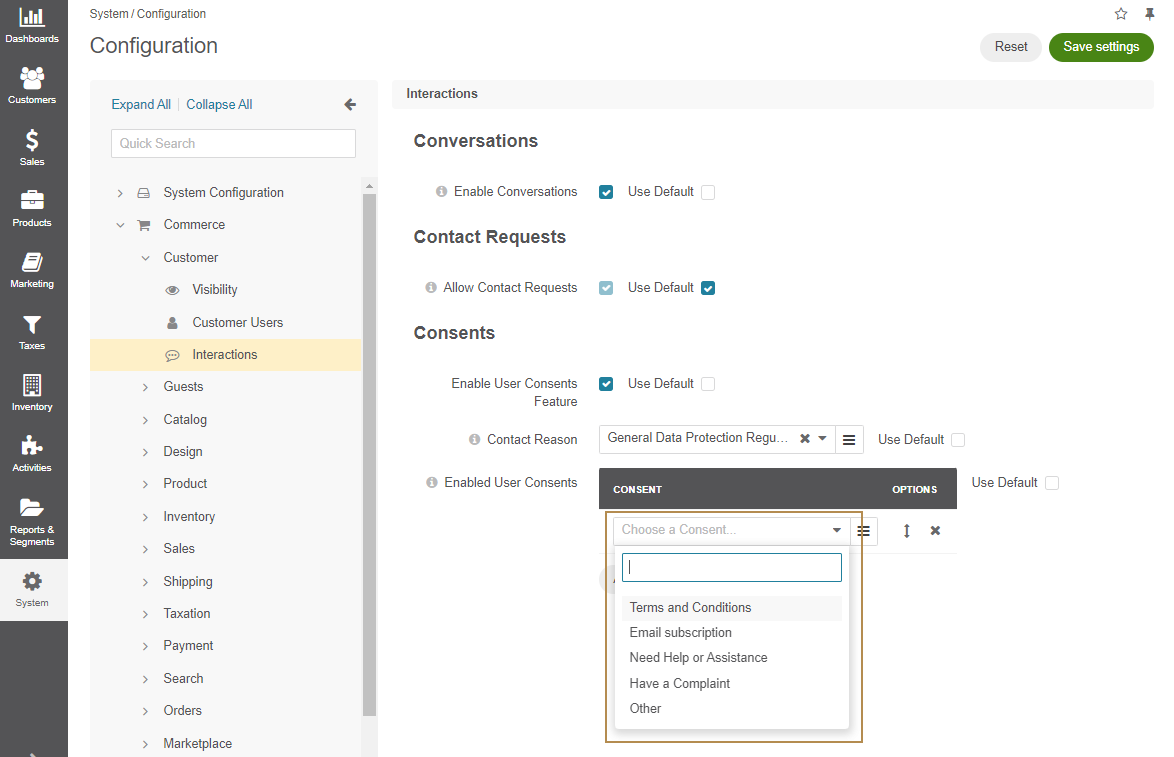 System / Configuration
Configuration
Reset
Save settings
Dashboards
Customers
Sales
Products
Marketing
Taxes
Inventory
Activities
Reports &
Segments
System
Expand All
Collapse All
Quick Search
System Configuration
Commerce
Customer
Visibility
Customer Users
Interactions
Guests
Catalog
Design
Product
Inventory
Sales
Shipping
Taxation
Payment
Search
Orders
Marketplace
Interactions
Conversations
Enable Conversations
Use Default
Contact Requests
Allow Contact Requests
Use Default
Consents
Enable User Consents
Feature
Use Default
Contact Reason
General Data Protection Regu...
Use Default
Enabled User Consents
CONSENT
OPTIONS
Use Default
Choose a Consent...
Terms and Conditions
Email subscription
Need Help or Assistance
Have a Complaint
Other